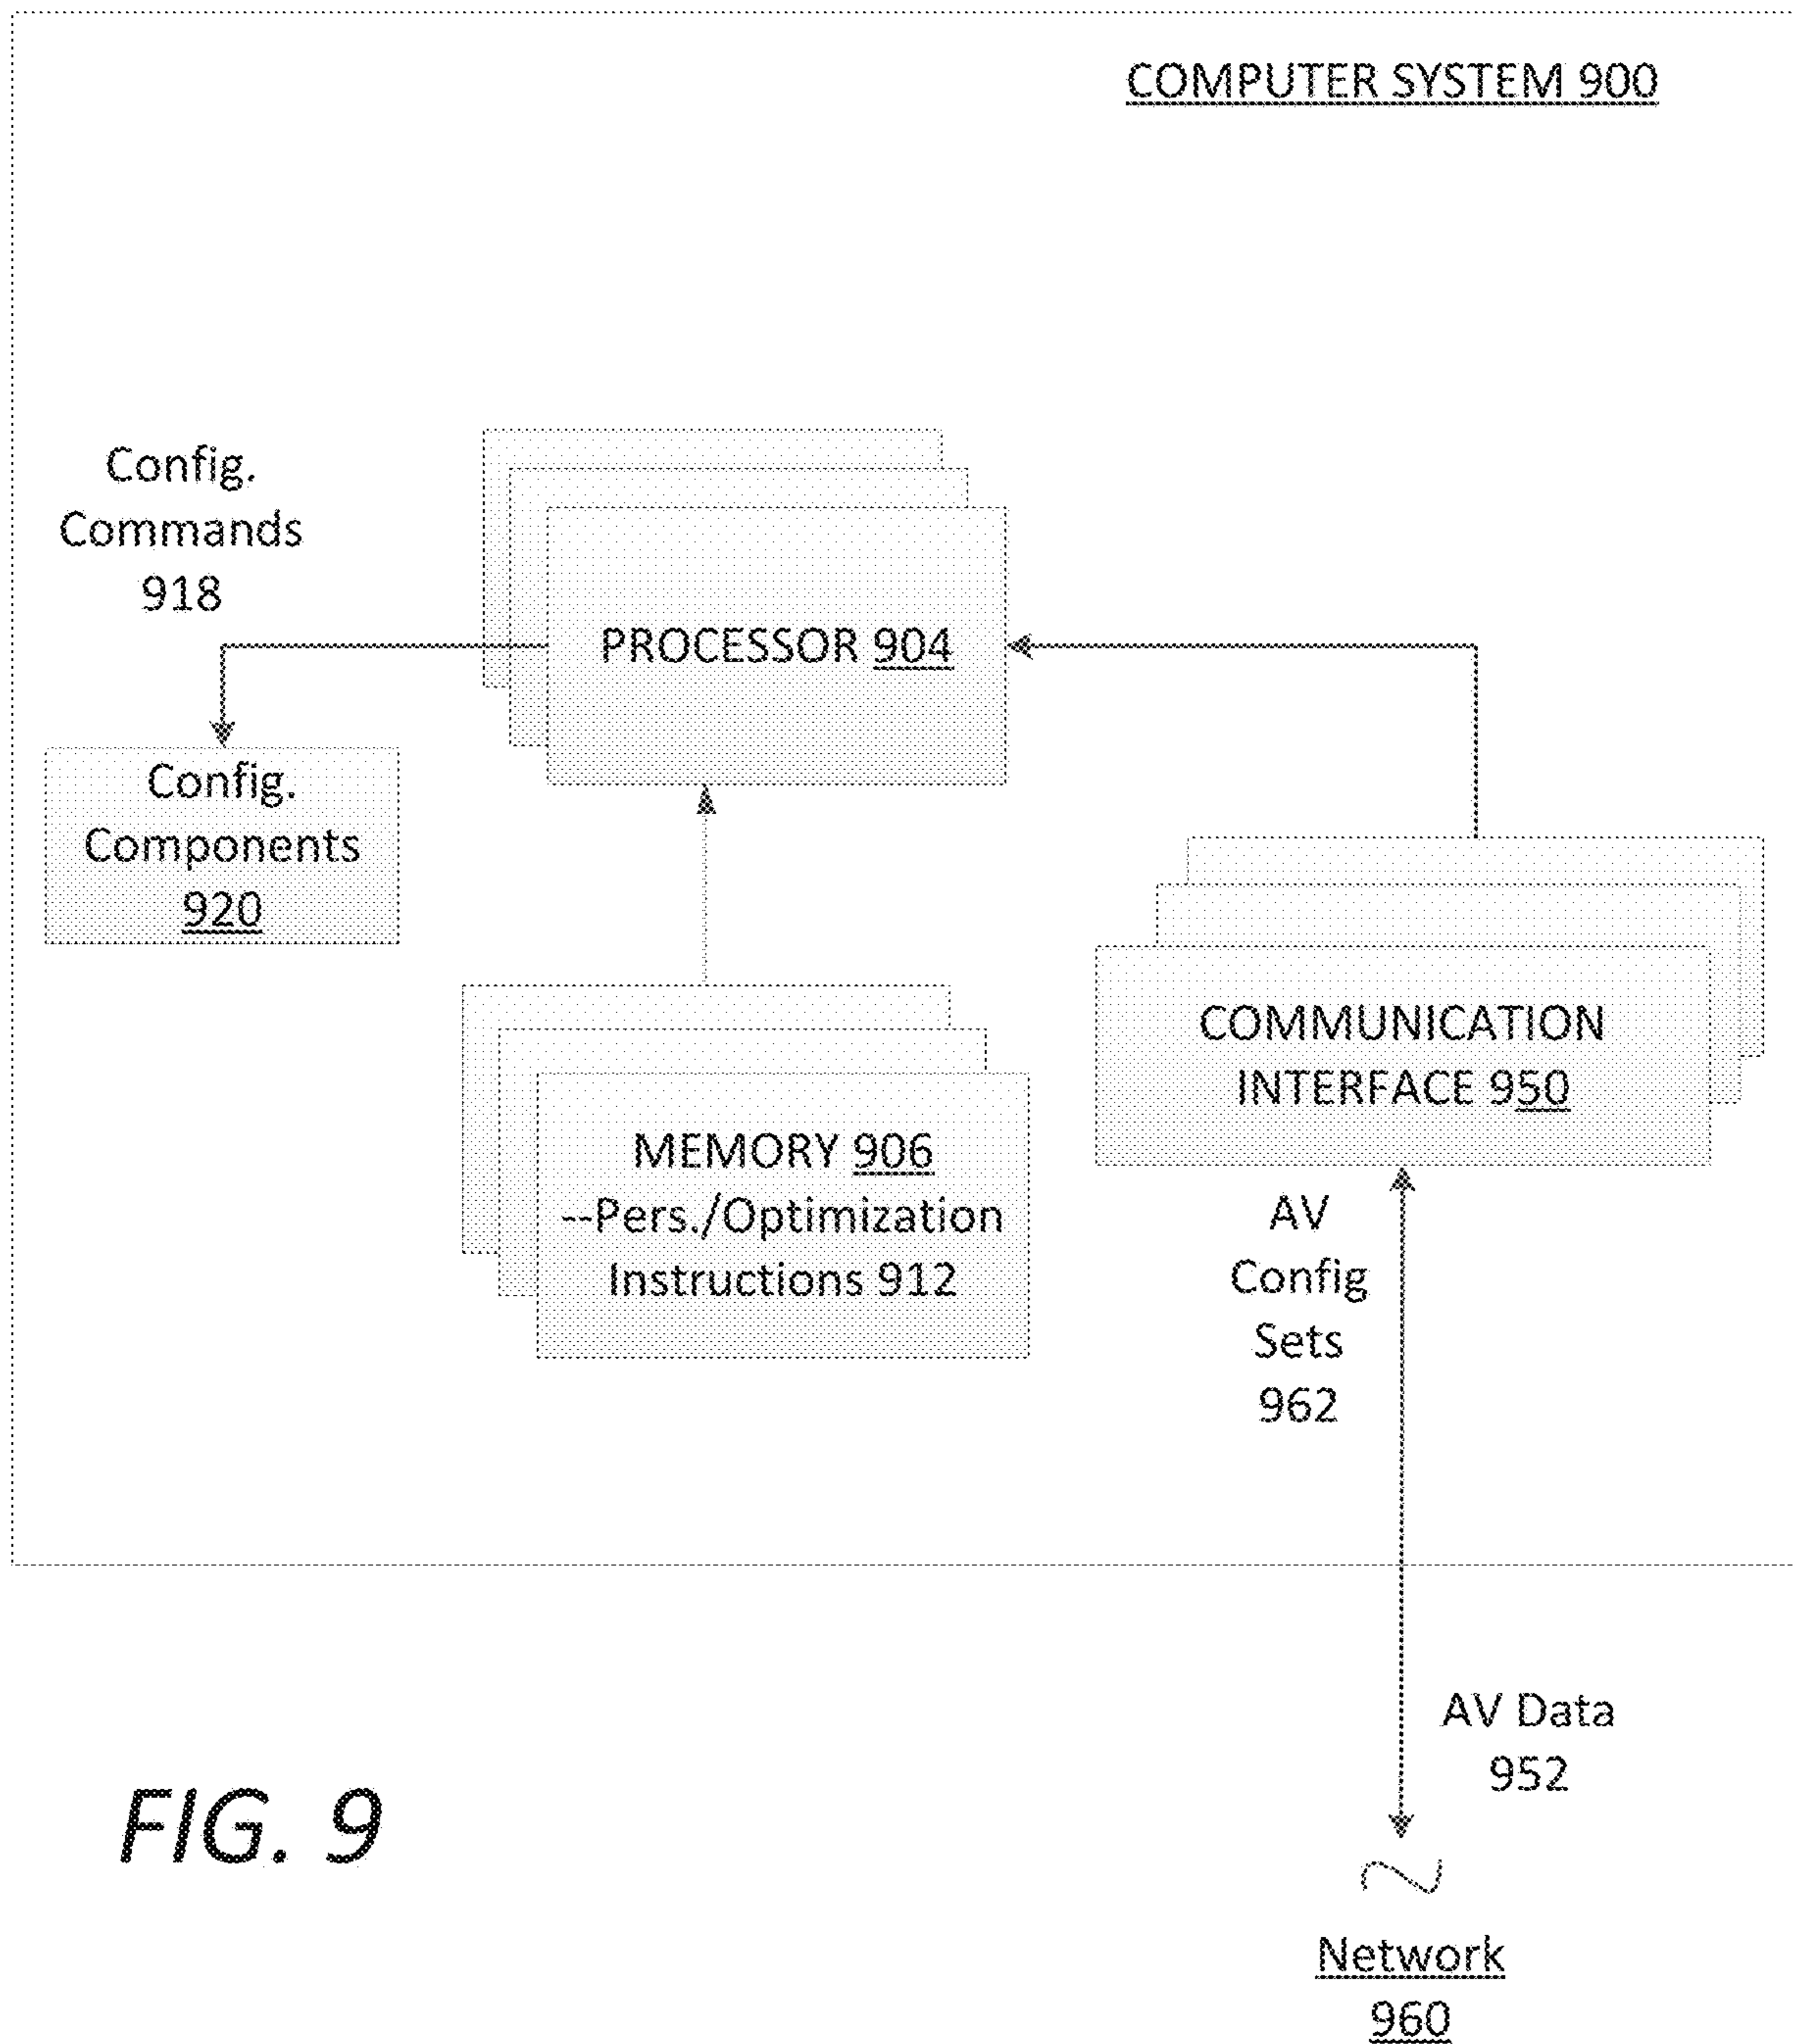 COMPUTER SYSTEM 900
Config.
Commands
918
PROCESSOR 904
Config.
Components
920
COMMUNICATION
INTERFACE 950
MEMORY 906
--Pers./Optimization
Instructions 912
AV
Config
Sets
962
AV Data
952
FIG. 9
Network
960